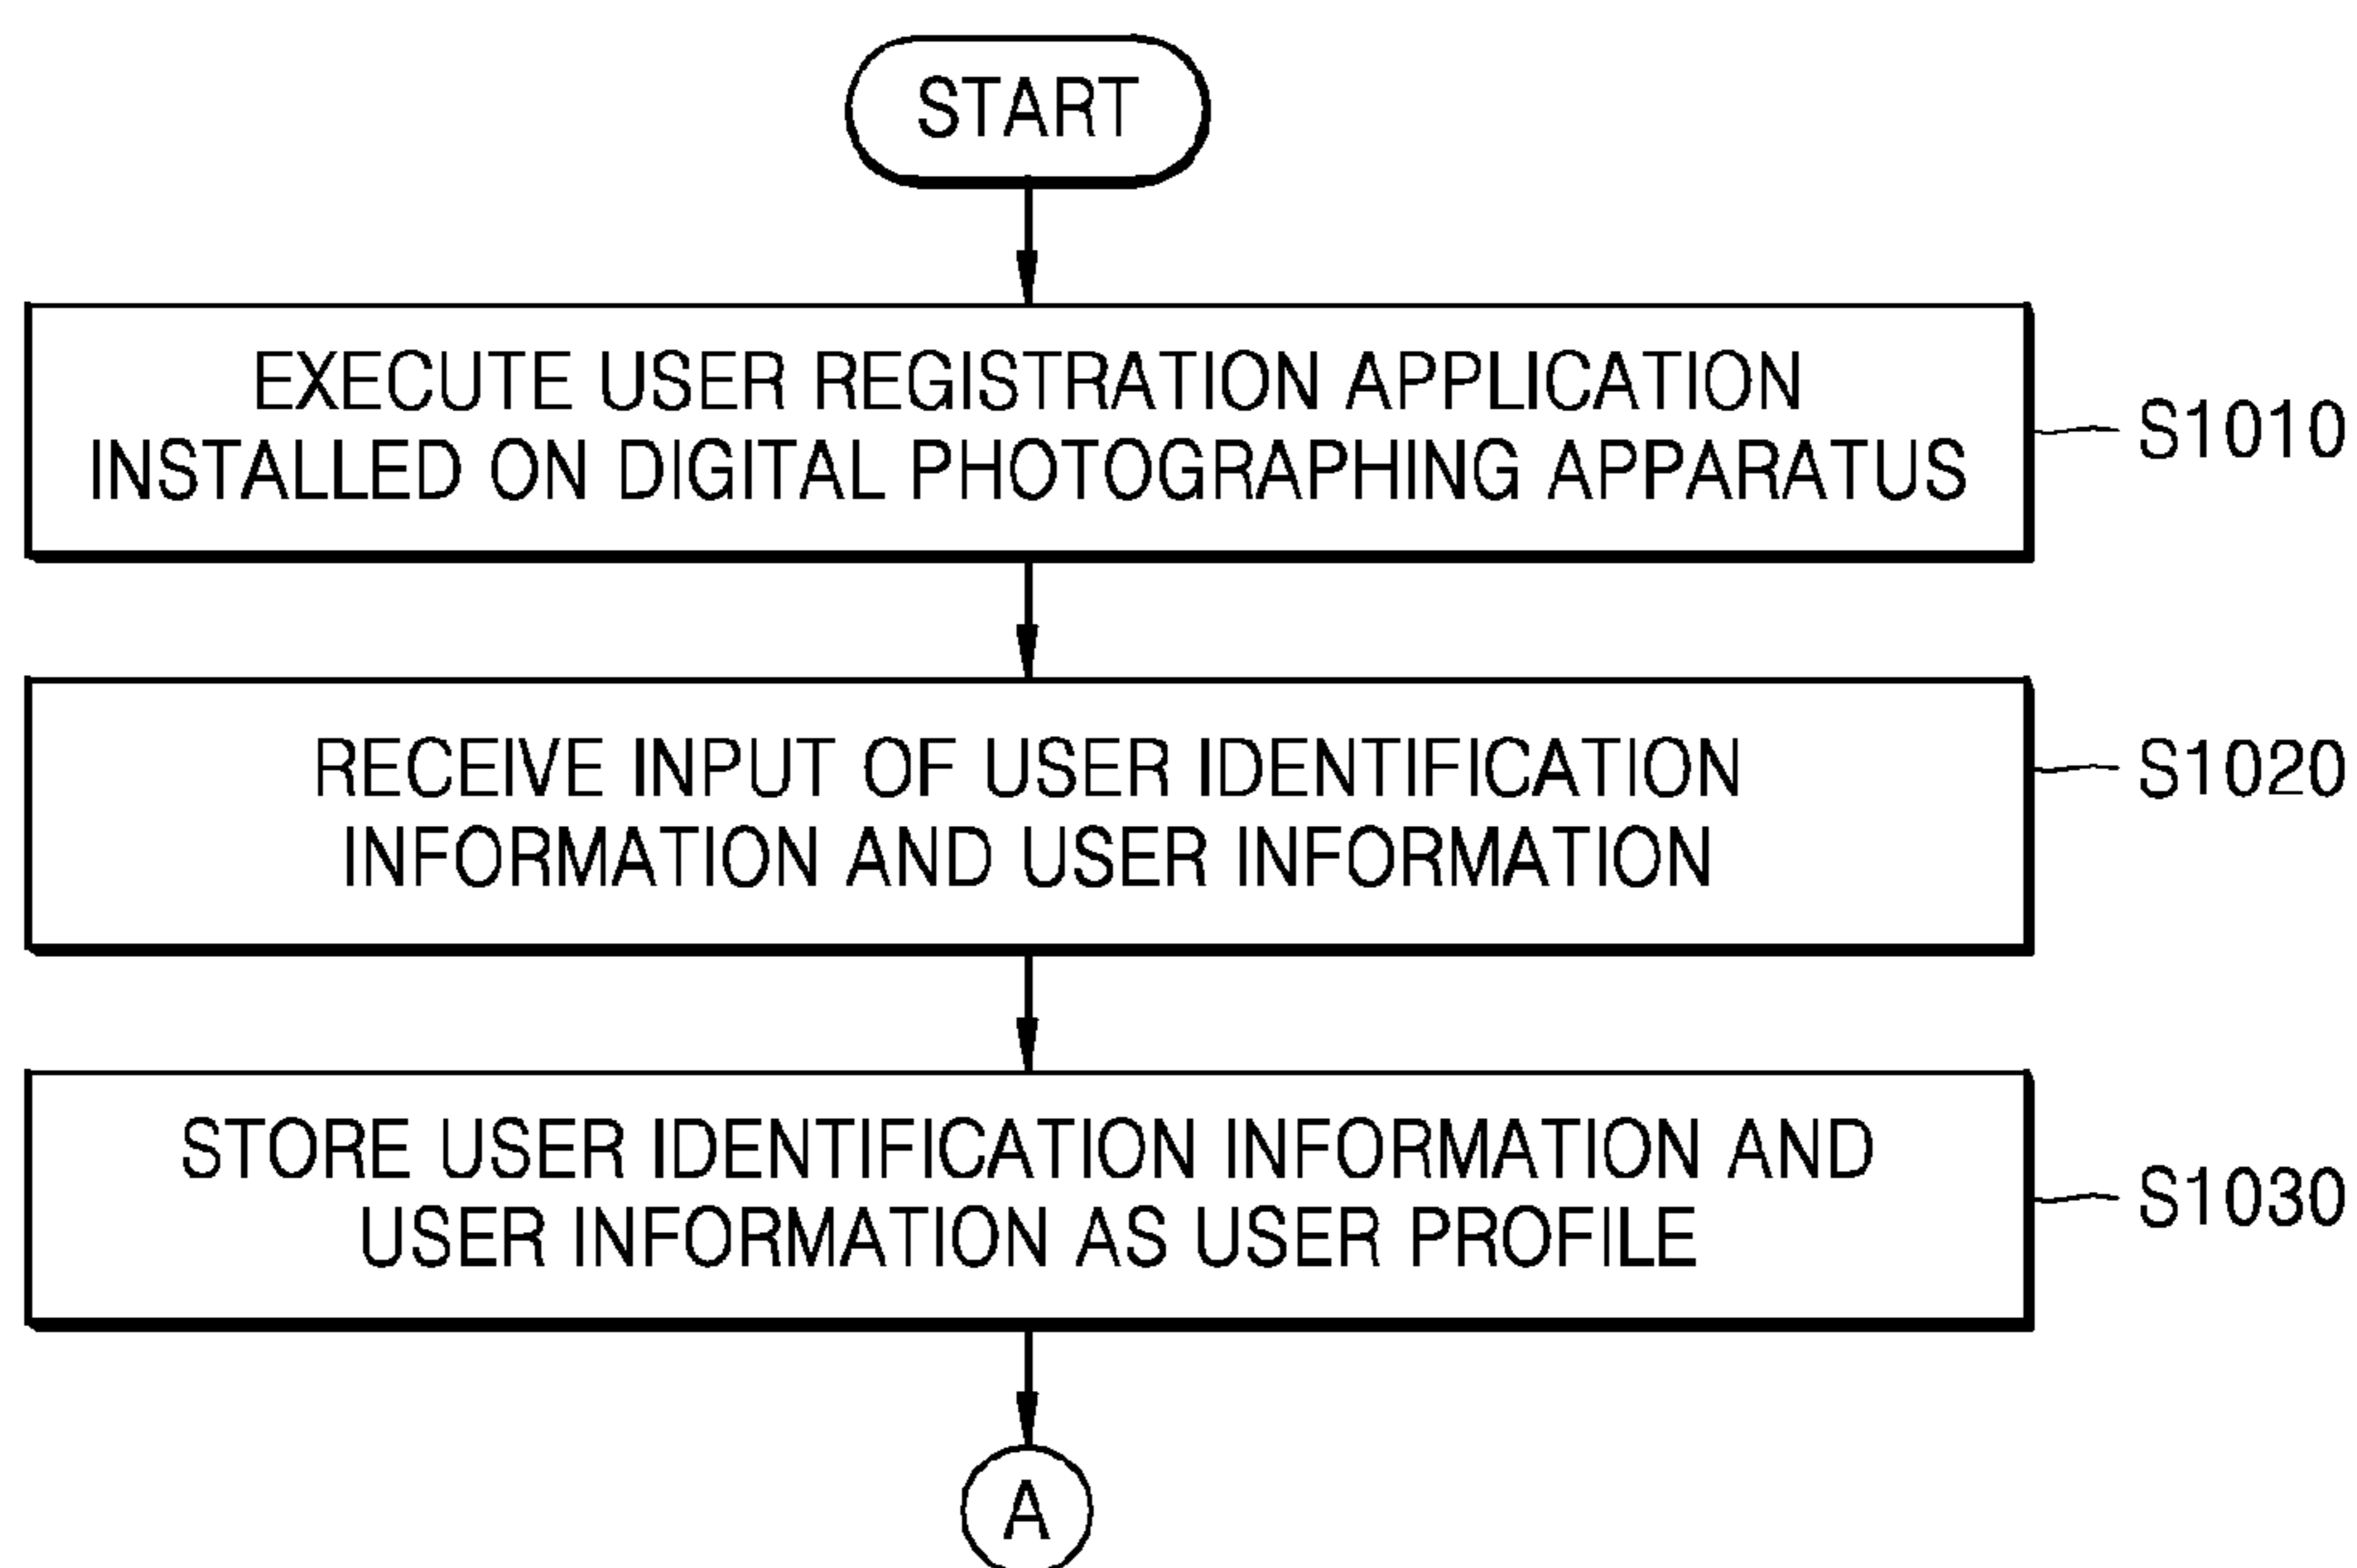 START
EXECUTE USER REGISTRATION APPLICATION
INSTALLED ON DIGITAL PHOTOGRAPHING APPARATUS
S1010
RECEIVE INPUT OF USER IDENTIFICATION
INFORMATION AND USER INFORMATION
S1020
STORE USER IDENTIFICATION INFORMATION AND
USER INFORMATION AS USER PROFILE
S1030
A